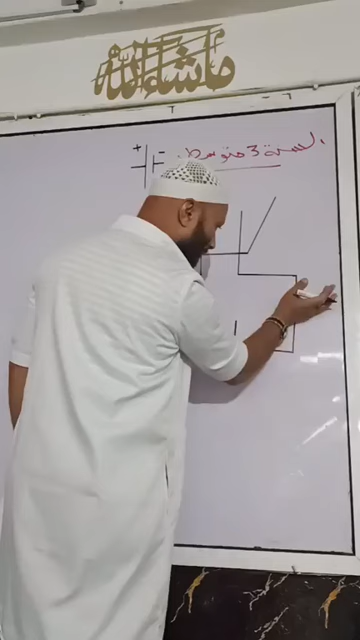 ما شاء الله
السنة 3 متوسط
+ -